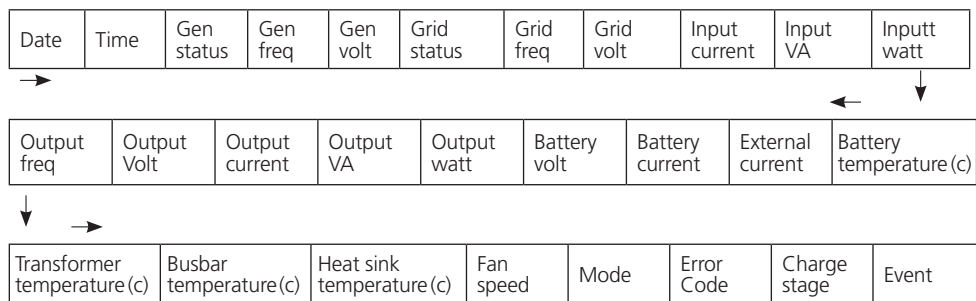 Date Time Gen status Gen freq Gen volt Grid status Grid freq Grid volt Input current Input VA Inputt watt
Output freq Output Volt Output current Output VA Output watt Battery volt Battery current External current Battery temperature (c)
Transformer temperature (c) Busbar temperature (c) Heat sink temperature (c) Fan speed Mode Error Code Charge stage Event